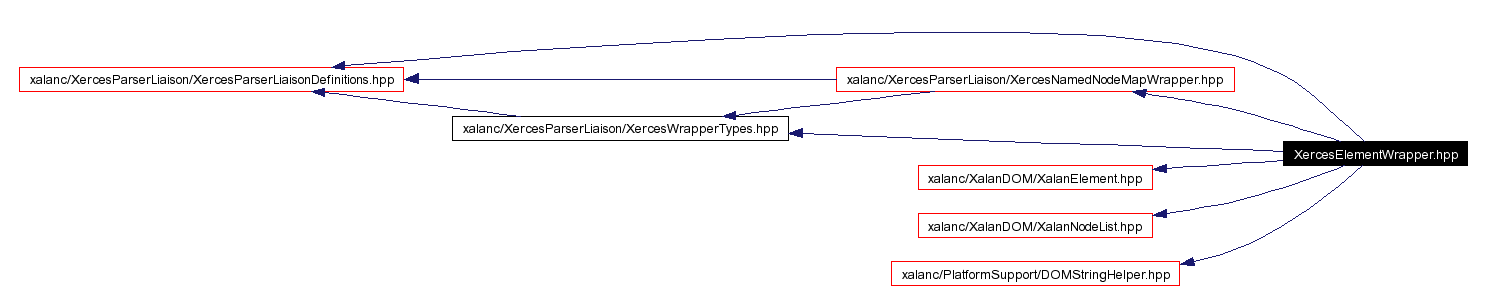 xalanc/XercesParserLiaison/XercesParserLiaisonDefinitions.hpp
xalanc/XercesParserLiaison/XercesNamedNodeMapWrapper.hpp
xalanc/XercesParserLiaison/XercesWrapperTypes.hpp
XercesElementWrapper.hpp
xalanc/XalanDOM/XalanElement.hpp
xalanc/XalanDOM/XalanNodeList.hpp
xalanc/PlatformSupport/DOMStringHelper.hpp